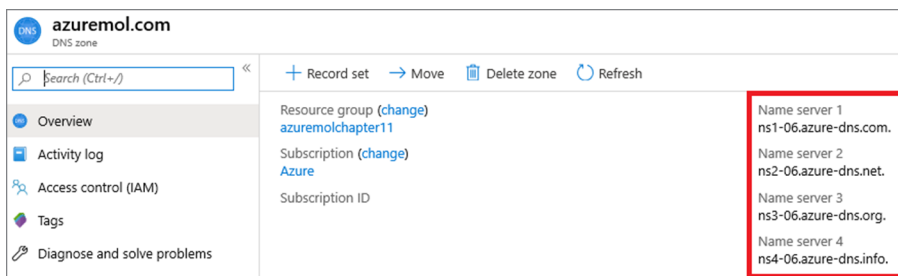 DNS
azuremol.com
DNS zone
Search (Ctrl+/)
«
Overview
Activity log
Access control (IAM)
Tags
Diagnose and solve problems
Record set
Move
Delete zone
Refresh
Resource group (change)
azuremolchapter11
Subscription (change)
Azure
Subscription ID
Name server 1
ns1-06.azure-dns.com.
Name server 2
ns2-06.azure-dns.net.
Name server 3
ns3-06.azure-dns.org.
Name server 4
ns4-06.azure-dns.info.